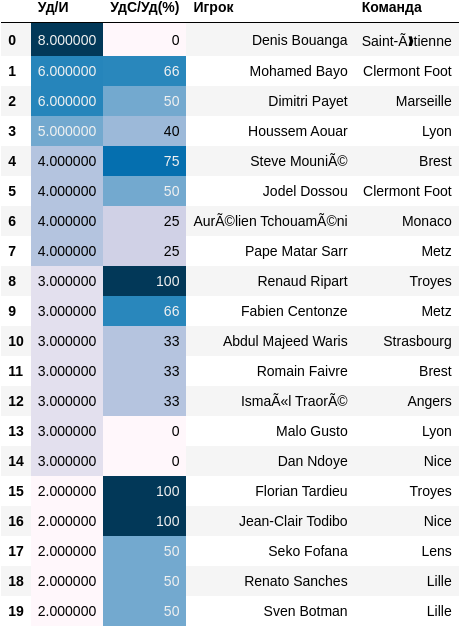 Уд/И УдС/Уд(%) Игрок Команда
0 8.000000 0 Denis Bouanga Saint-Ãtienne
1 6.000000 66 Mohamed Bayo Clermont Foot
2 6.000000 50 Dimitri Payet Marseille
3 5.000000 40 Houssem Aouar Lyon
4 4.000000 75 Steve MouniÃ© Brest
5 4.000000 50 Jodel Dossou Clermont Foot
6 4.000000 25 AurÃ©lien TchouamÃ©ni Monaco
7 4.000000 25 Pape Matar Sarr Metz
8 3.000000 100 Renaud Ripart Troyes
9 3.000000 66 Fabien Centonze Metz
10 3.000000 33 Abdul Majeed Waris Strasbourg
11 3.000000 33 Romain Faivre Brest
12 3.000000 33 IsmaÃ«l TraorÃ© Angers
13 3.000000 0 Malo Gusto Lyon
14 3.000000 0 Dan Ndoye Nice
15 2.000000 100 Florian Tardieu Troyes
16 2.000000 100 Jean-Clair Todibo Nice
17 2.000000 50 Seko Fofana Lens
18 2.000000 50 Renato Sanches Lille
19 2.000000 50 Sven Botman Lille